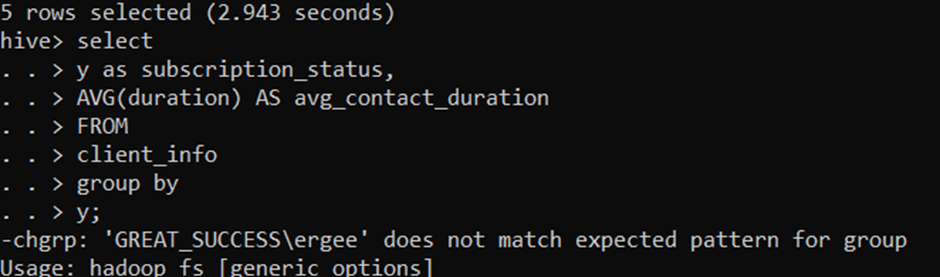 5 rows selected (2.943 seconds)
hive> select
. . > y as subscription_status,
. . > AVG(duration) AS avg_contact_duration
. . > FROM
. . > client_info
. . > group by
. . > y;
-chgrp: 'GREAT_SUCCESS\ergee' does not match expected pattern for group
Usage: hadoop fs [generic options]